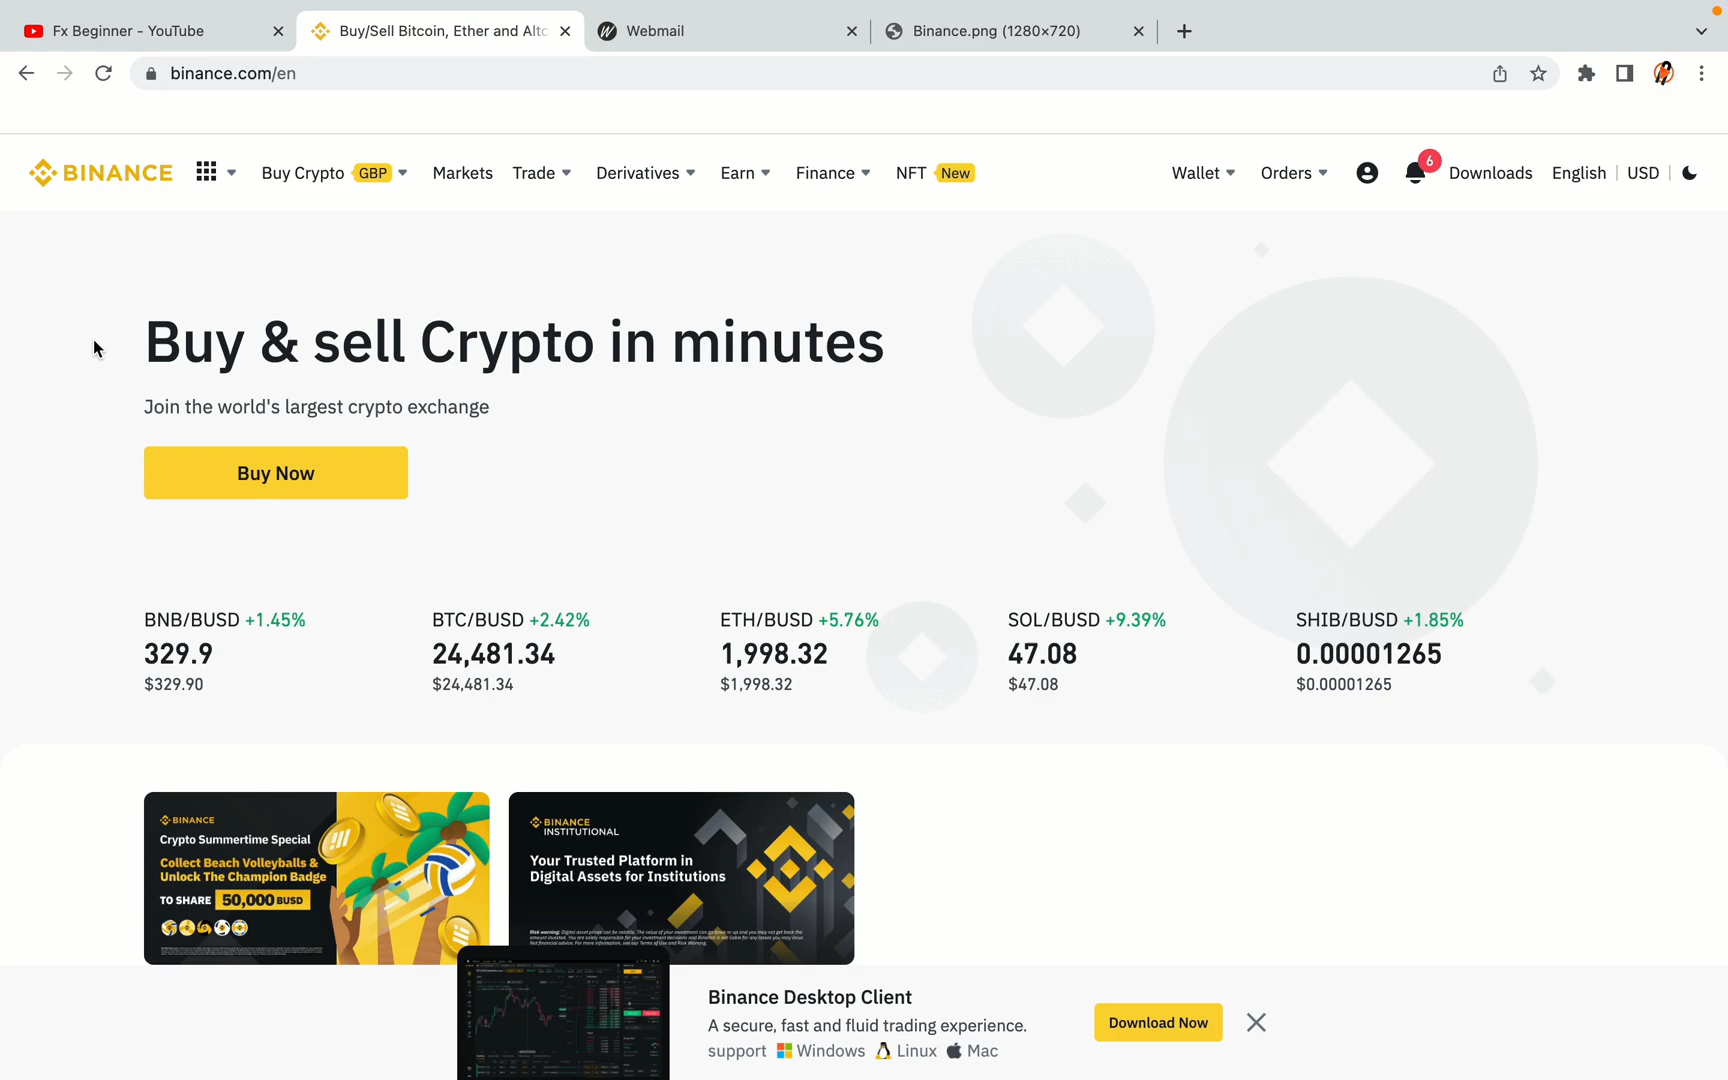 Fx Beginner - YouTube
Buy/Sell Bitcoin, Ether and Altc
Webmail
Binance.png (1280×720)
binance.com/en
BINANCE
Buy Crypto GBP
Markets
Trade
Derivatives
Earn
Finance
NFT New
Wallet
Orders
6
Downloads
English
USD
Buy & sell Crypto in minutes
Join the world's largest crypto exchange
Buy Now
BNB/BUSD +1.45%
329.9
$329.90
BTC/BUSD +2.42%
24,481.34
$24,481.34
ETH/BUSD +5.76%
1,998.32
$1,998.32
SOL/BUSD +9.39%
47.08
$47.08
SHIB/BUSD +1.85%
0.00001265
$0.00001265
BINANCE
Crypto Summertime Special
Collect Beach Volleyballs &
Unlock The Champion Badge
TO SHARE 50,000 BUSD
BINANCE
INSTITUTIONAL
Your Trusted Platform in
Digital Assets for Institutions
Binance Desktop Client
A secure, fast and fluid trading experience.
support Windows Linux Mac
Download Now